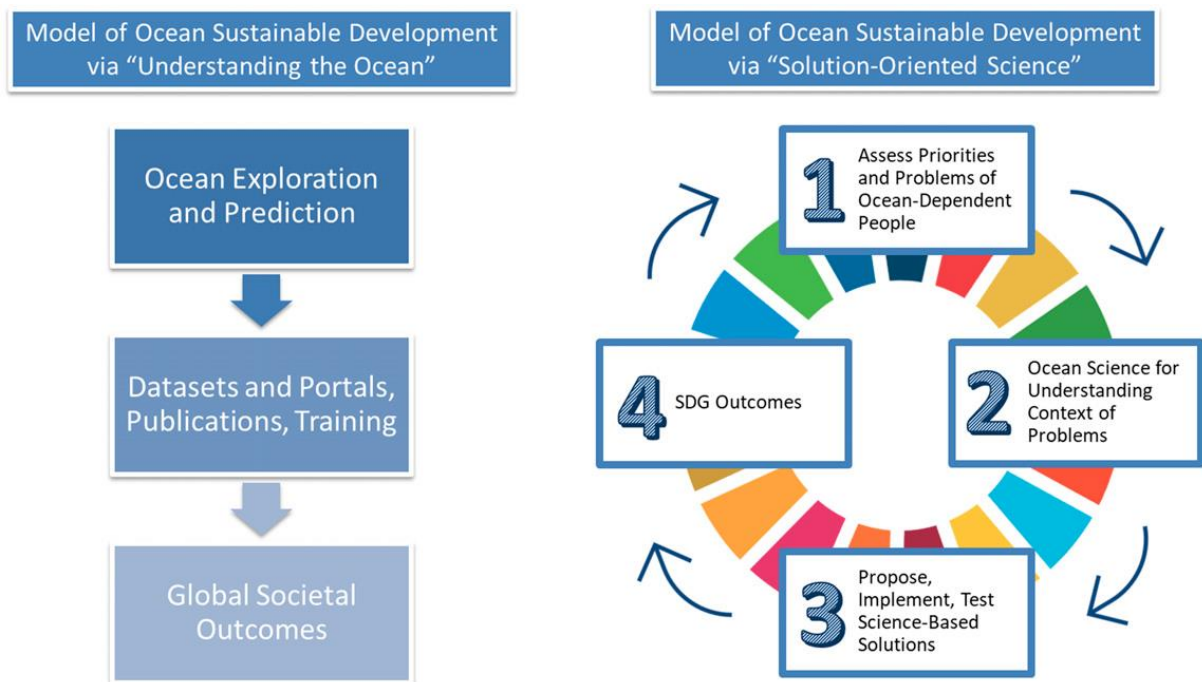 Model of Ocean Sustainable Development
via “Understanding the Ocean”
Ocean Exploration
and Prediction
Datasets and Portals,
Publications, Training
Global Societal
Outcomes
Model of Ocean Sustainable Development
via “Solution-Oriented Science”
1
Assess Priorities
and Problems of
Ocean-Dependent
People
2
Ocean Science for
Understanding
Context of
Problems
3
Propose,
Implement, Test
Science-Based
Solutions
4
SDG Outcomes